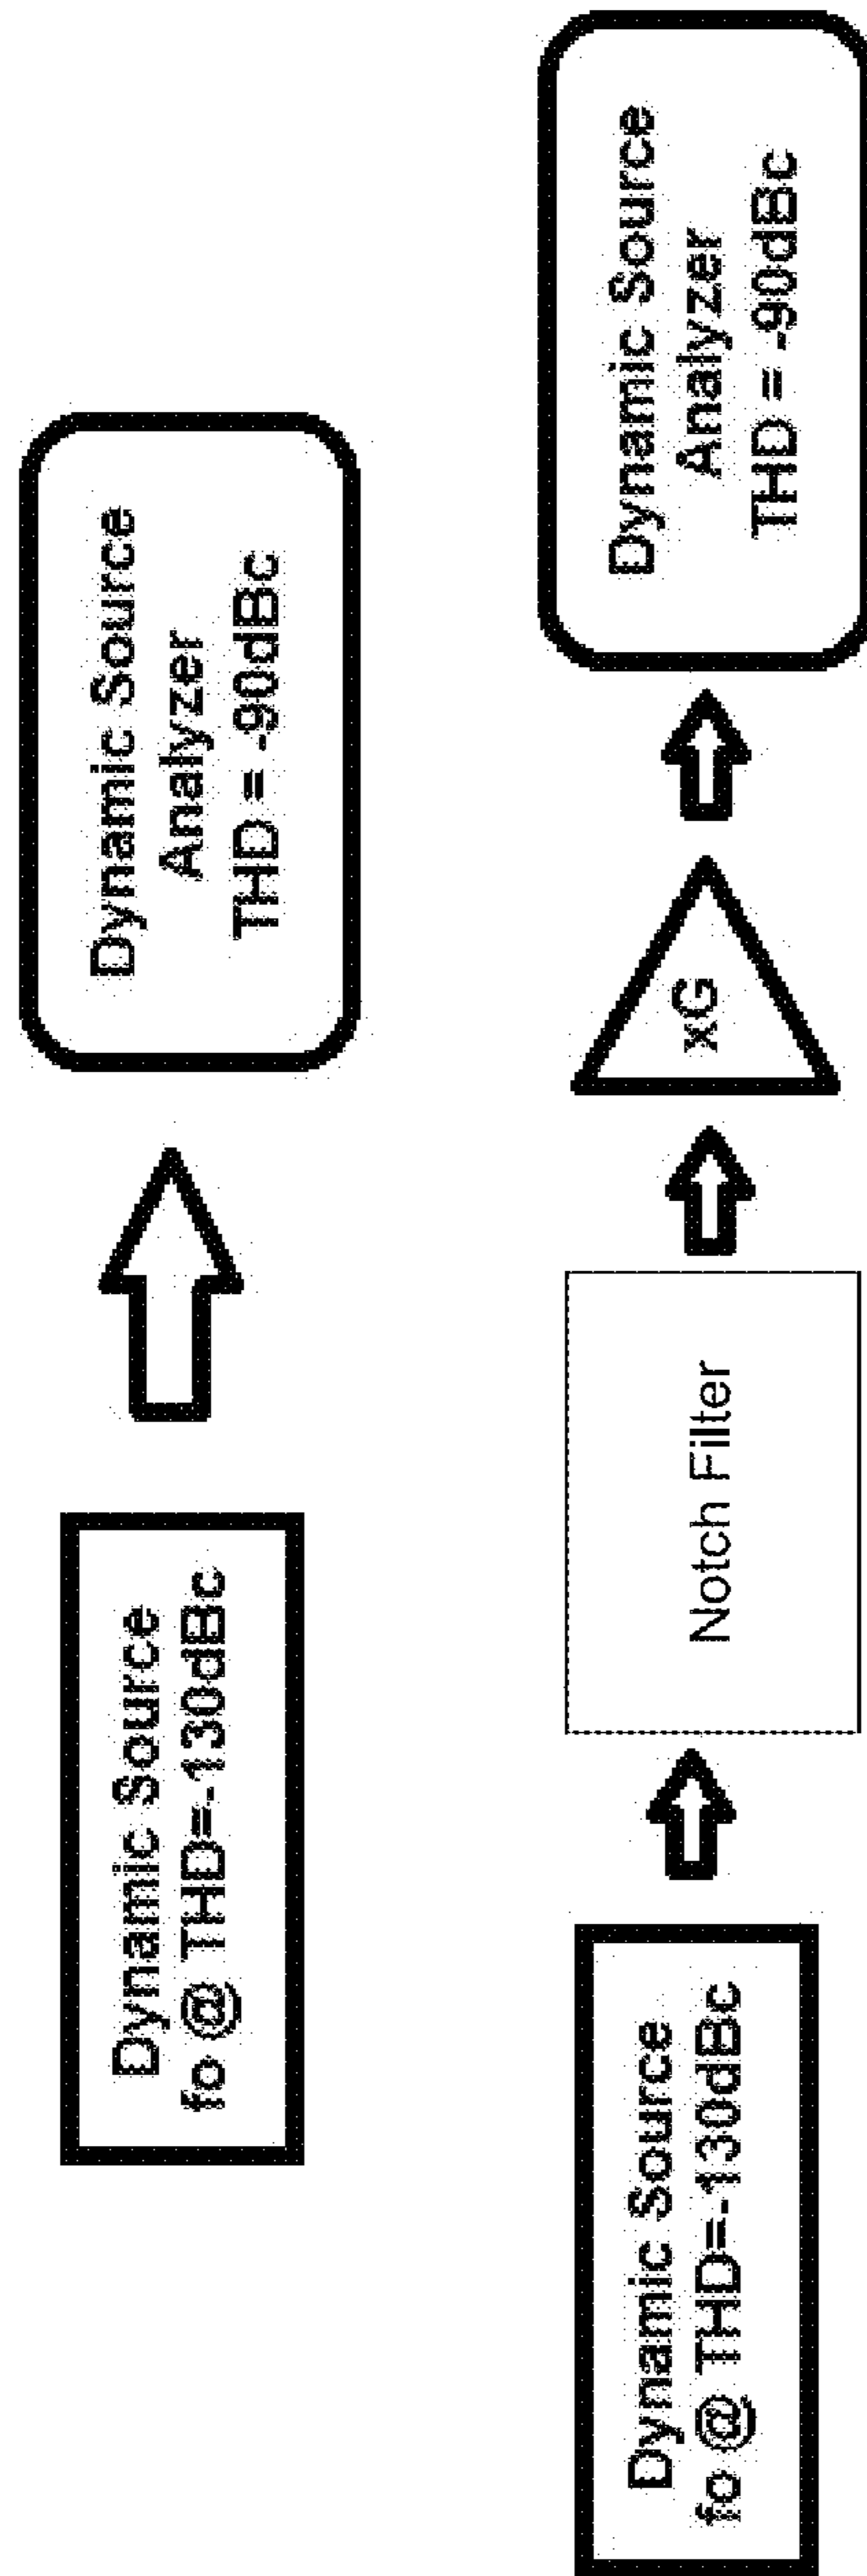 Dynamic Source
fo @ THD=-130dBc
Dynamic Source
Analyzer
THD = -90dBc
Dynamic Source
fo @ THD=-130dBc
Notch Filter
xG
Dynamic Source
Analyzer
THD = -90dBc